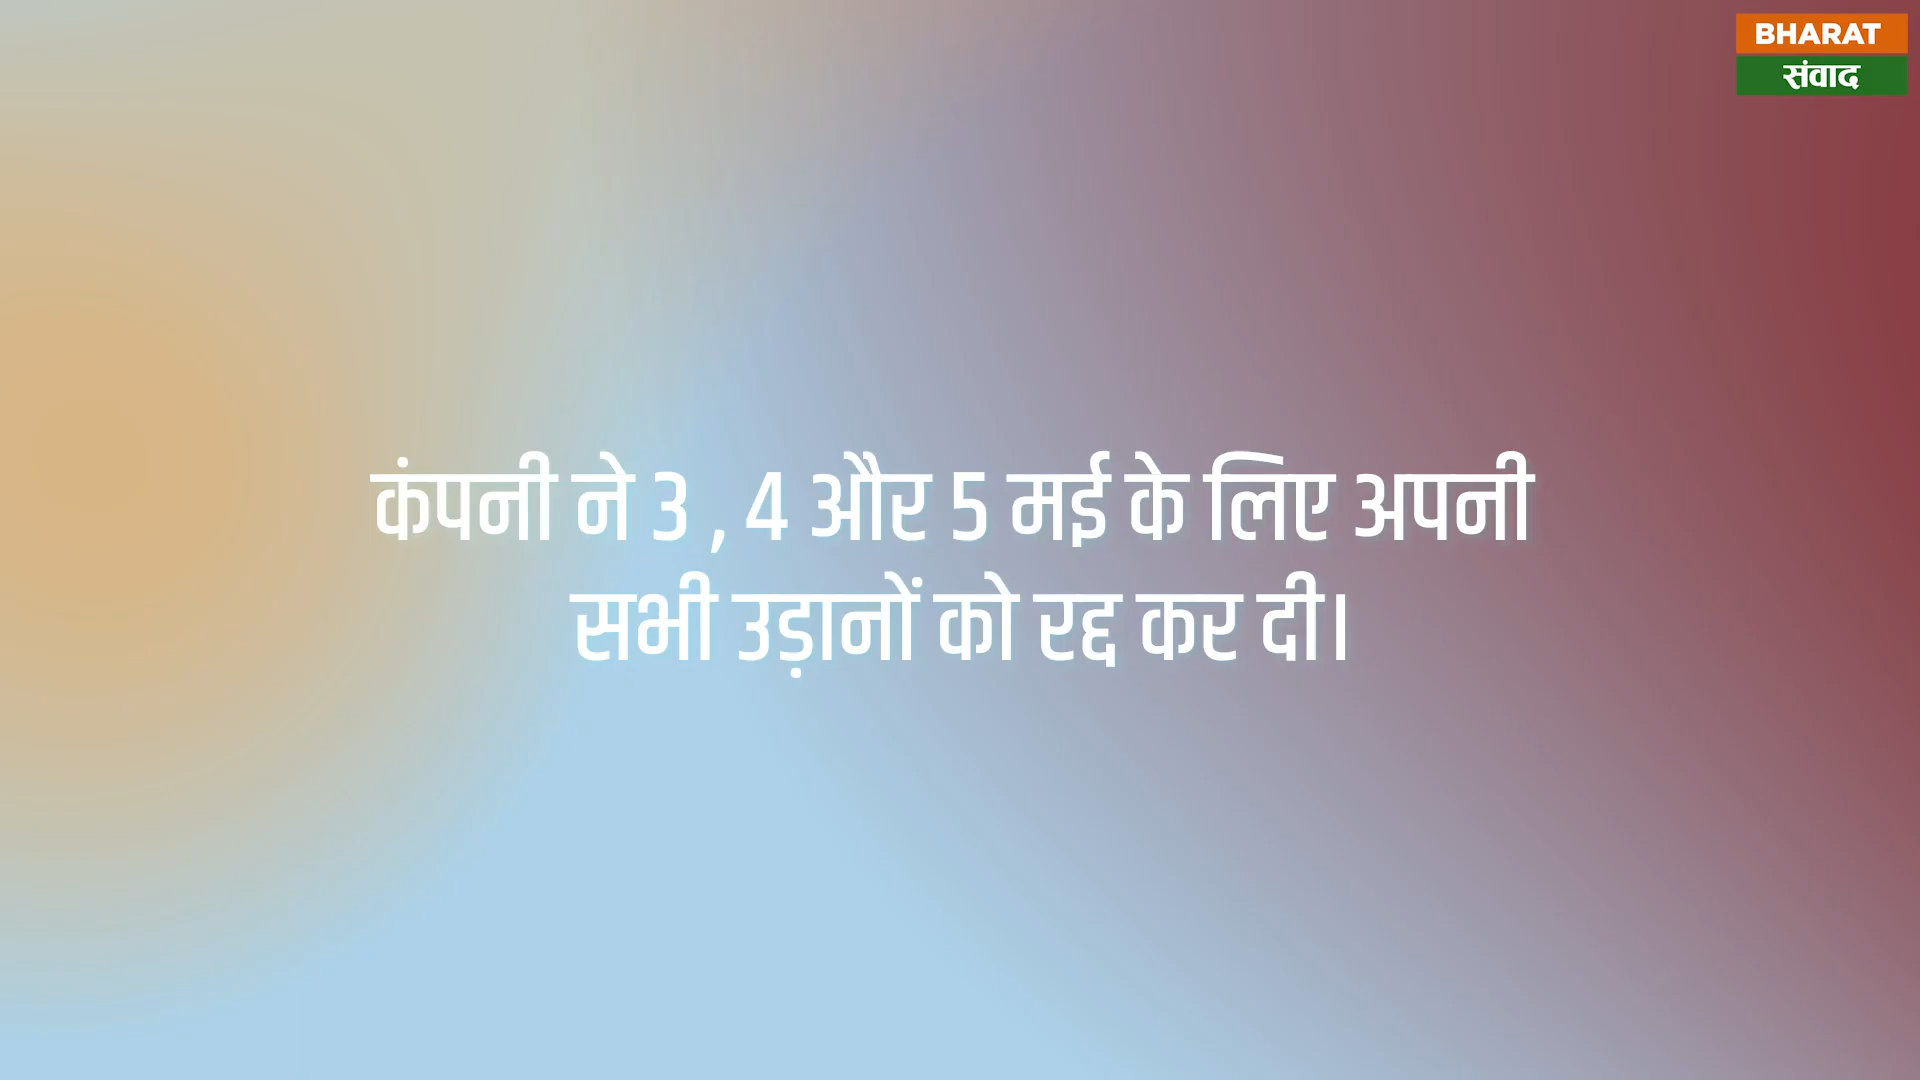 BHARAT
संवाद
कंपनी ने 3 , 4 और 5 मई के लिए अपनी
सभी उड़ानों को रद्द कर दी।